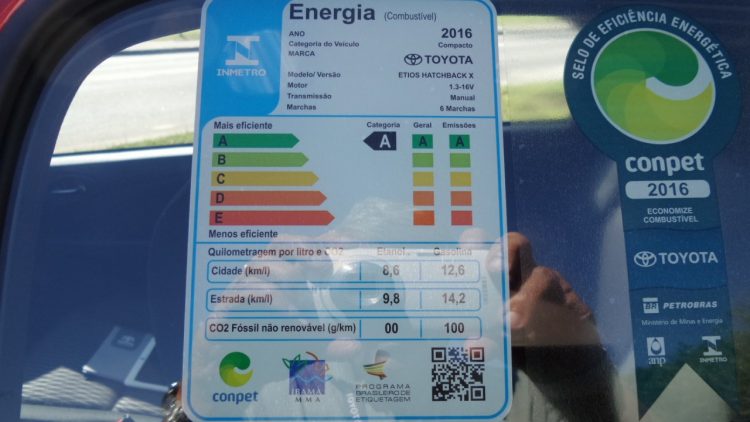 Energia (Combustível)
ANO 2016
Categoria do Veículo Compacto
MARCA TOYOTA
Modelo/ Versão ETIOS HATCHBACK X
Motor 1.3-16V
Transmissão Manual
Marchas 6 Marchas
INMETRO
Mais eficiente Categoria Geral Emissões
A A A A
B
C
D
E
Menos eficiente
Quilometragem por litro e CO2 Etanol Gasolina
Cidade (km/l) 8,6 12,6
Estrada (km/l) 9,8 14,2
CO2 Fóssil não renovável (g/km) 00 100
conpet
IBAMA
MMA
PROGRAMA
BRASILEIRO DE
ETIQUETAGEM
TOYOTA
SELO DE EFICIÊNCIA ENERGÉTICA
conpet
2016
ECONOMIZE
COMBUSTÍVEL
TOYOTA
BR PETROBRAS
Ministério de Minas e Energia
anp INMETRO